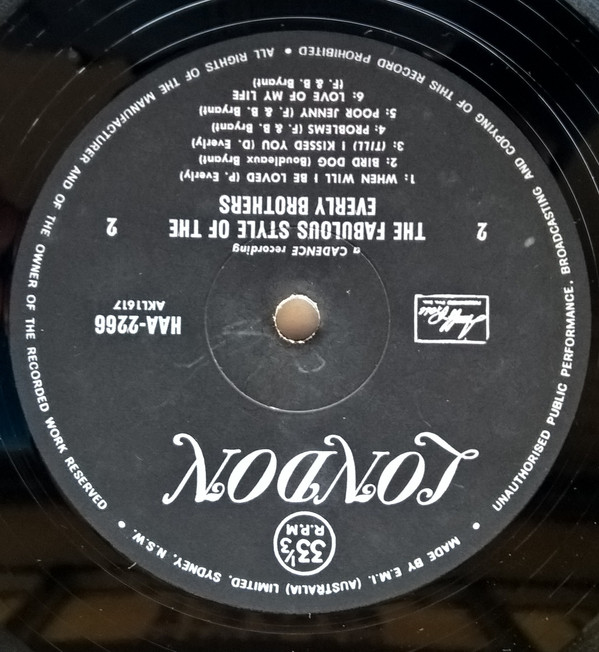 MADE BY E.M.I. (AUSTRALIA) LIMITED, SYDNEY, N.S.W.
33⅓
R.P.M
LONDON
HAA-2266
AKL1617
a CADENCE recording
2 THE FABULOUS STYLE OF THE 2
EVERLY BROTHERS
1: WHEN WILL I BE LOVED (P. Everly)
2: BIRD DOG (Boudleaux Bryant)
3: (TILL) I KISSED YOU (D. Everly)
4: PROBLEMS (F. & B. Bryant)
5: POOR JENNY (F. & B. Bryant)
6: LOVE OF MY LIFE
(F. & B. Bryant)
ALL RIGHTS OF THE MANUFACTURER AND OF THE OWNER OF THE RECORDED WORK RESERVED
UNAUTHORISED PUBLIC PERFORMANCE, BROADCASTING AND COPYING OF THIS RECORD PROHIBITED